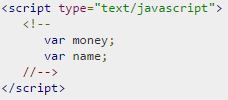 <script type="text/javascript">
<!--
var money;
var name;
//-->
</script>